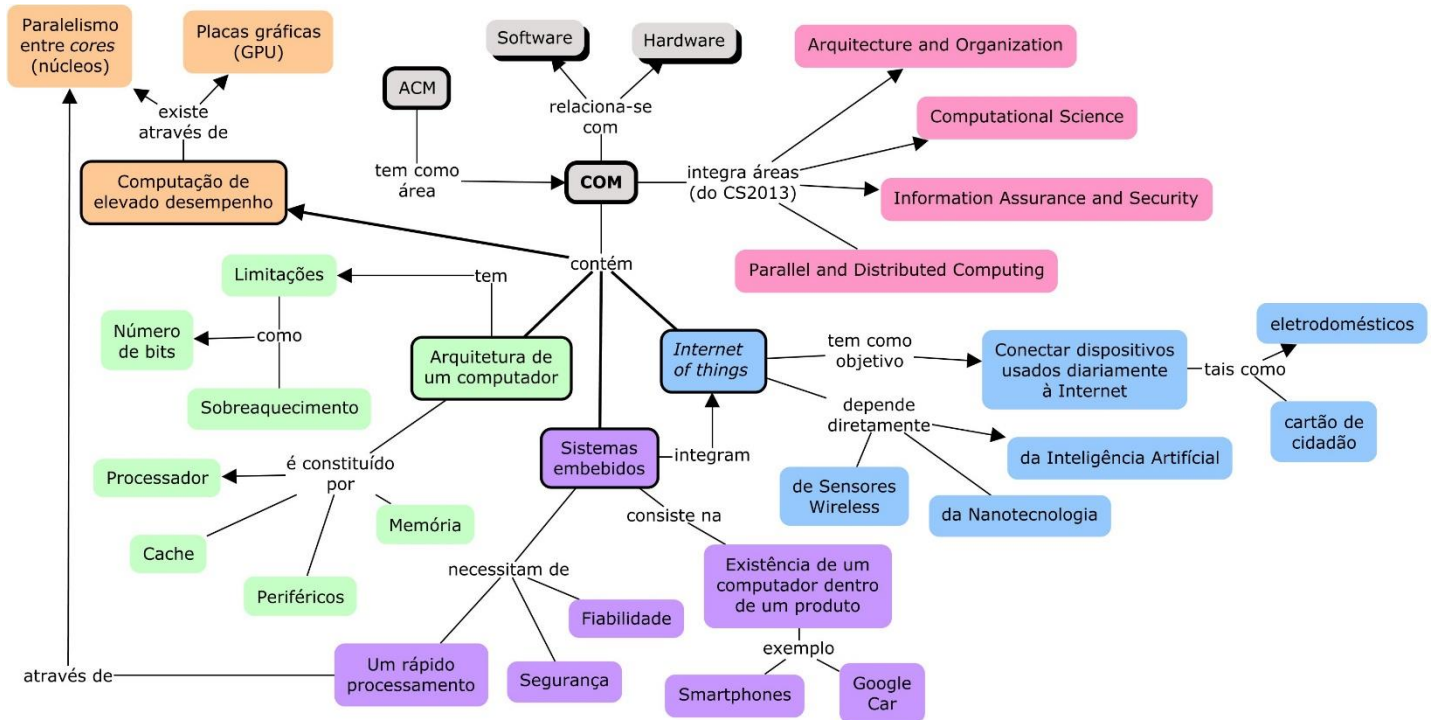 Paralelismo
entre cores
(núcleos)
Placas gráficas
(GPU)
existe
através de
Computação de
elevado desempenho
ACM
tem como
área
Software
Hardware
relaciona-se
com
COM
integra áreas
(do CS2013)
Arquitecture and Organization
Computational Science
Information Assurance and Security
Parallel and Distributed Computing
contém
Limitações
tem
Número
de bits
como
Sobreaquecimento
Arquitetura de
um computador
é constituído
por
Processador
Cache
Periféricos
Memória
Internet
of things
tem como
objetivo
Conectar dispositivos
usados diariamente
à Internet
tais como
eletrodomésticos
cartão de
cidadão
depende
diretamente
de Sensores
Wireless
da Inteligência Artifícial
da Nanotecnologia
Sistemas
embebidos
integram
consiste na
Existência de um
computador dentro
de um produto
exemplo
Smartphones
Google
Car
necessitam de
Fiabilidade
Segurança
Um rápido
processamento
através de